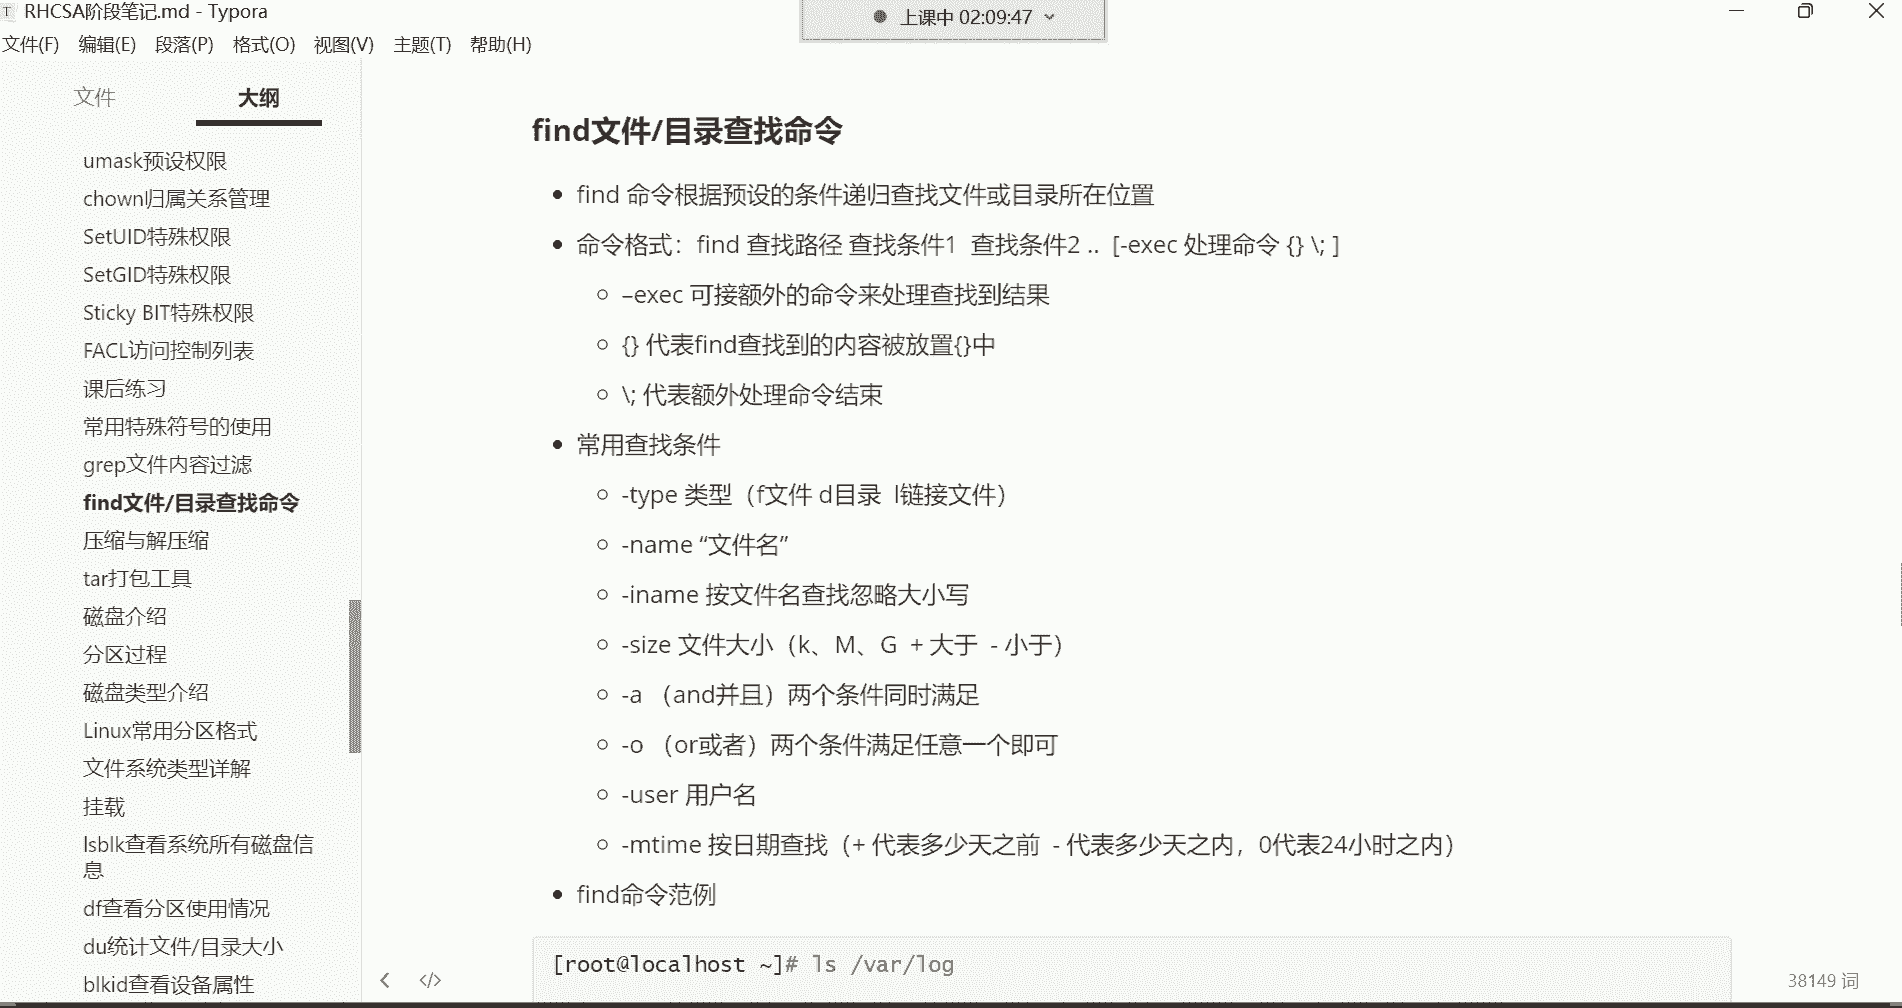 RHCSA阶段笔记.md - Typora
上课中 02:09:47
文件(F) 编辑(E) 段落(P) 格式(O) 视图(V) 主题(T) 帮助(H)
文件 大纲
umask预设权限
chown归属关系管理
SetUID特殊权限
SetGID特殊权限
Sticky BIT特殊权限
FACL访问控制列表
课后练习
常用特殊符号的使用
grep文件内容过滤
find文件/目录查找命令
压缩与解压缩
tar打包工具
磁盘介绍
分区过程
磁盘类型介绍
Linux常用分区格式
文件系统类型详解
挂载
lsblk查看系统所有磁盘信
息
df查看分区使用情况
du统计文件/目录大小
blkid查看设备属性
find文件/目录查找命令
find 命令根据预设的条件递归查找文件或目录所在位置
命令格式：find 查找路径 查找条件1 查找条件2 .. [-exec 处理命令 {} \; ]
–exec 可接额外的命令来处理查找到结果
{} 代表find查找到的内容被放置{}中
\; 代表额外处理命令结束
常用查找条件
-type 类型（f文件 d目录 l链接文件）
-name “文件名”
-iname 按文件名查找忽略大小写
-size 文件大小（k、M、G + 大于 - 小于）
-a （and并且）两个条件同时满足
-o （or或者）两个条件满足任意一个即可
-user 用户名
-mtime 按日期查找（+ 代表多少天之前 - 代表多少天之内，0代表24小时之内）
find命令范例
[root@localhost ~]# ls /var/log
38149 词